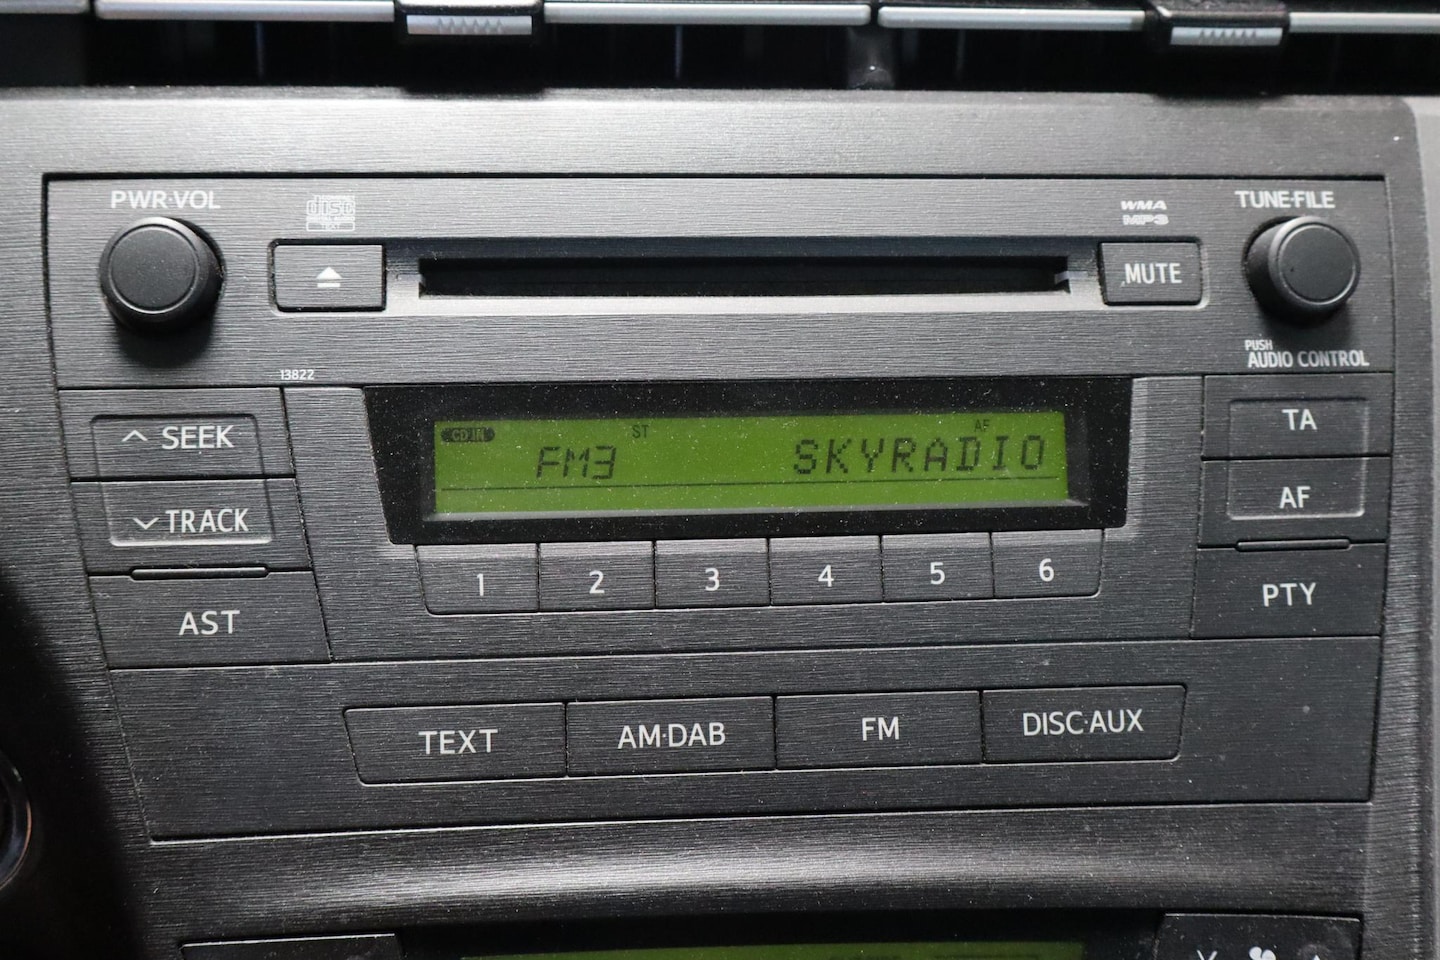 PWR·VOL
disc
TEXT
WMA
MP3
TUNE·FILE
MUTE
PUSH
AUDIO CONTROL
13822
SEEK
TRACK
AST
CD IN
ST
AF
FM3
SKYRADIO
TA
AF
PTY
1 2 3 4 5 6
TEXT
AM·DAB
FM
DISC·AUX